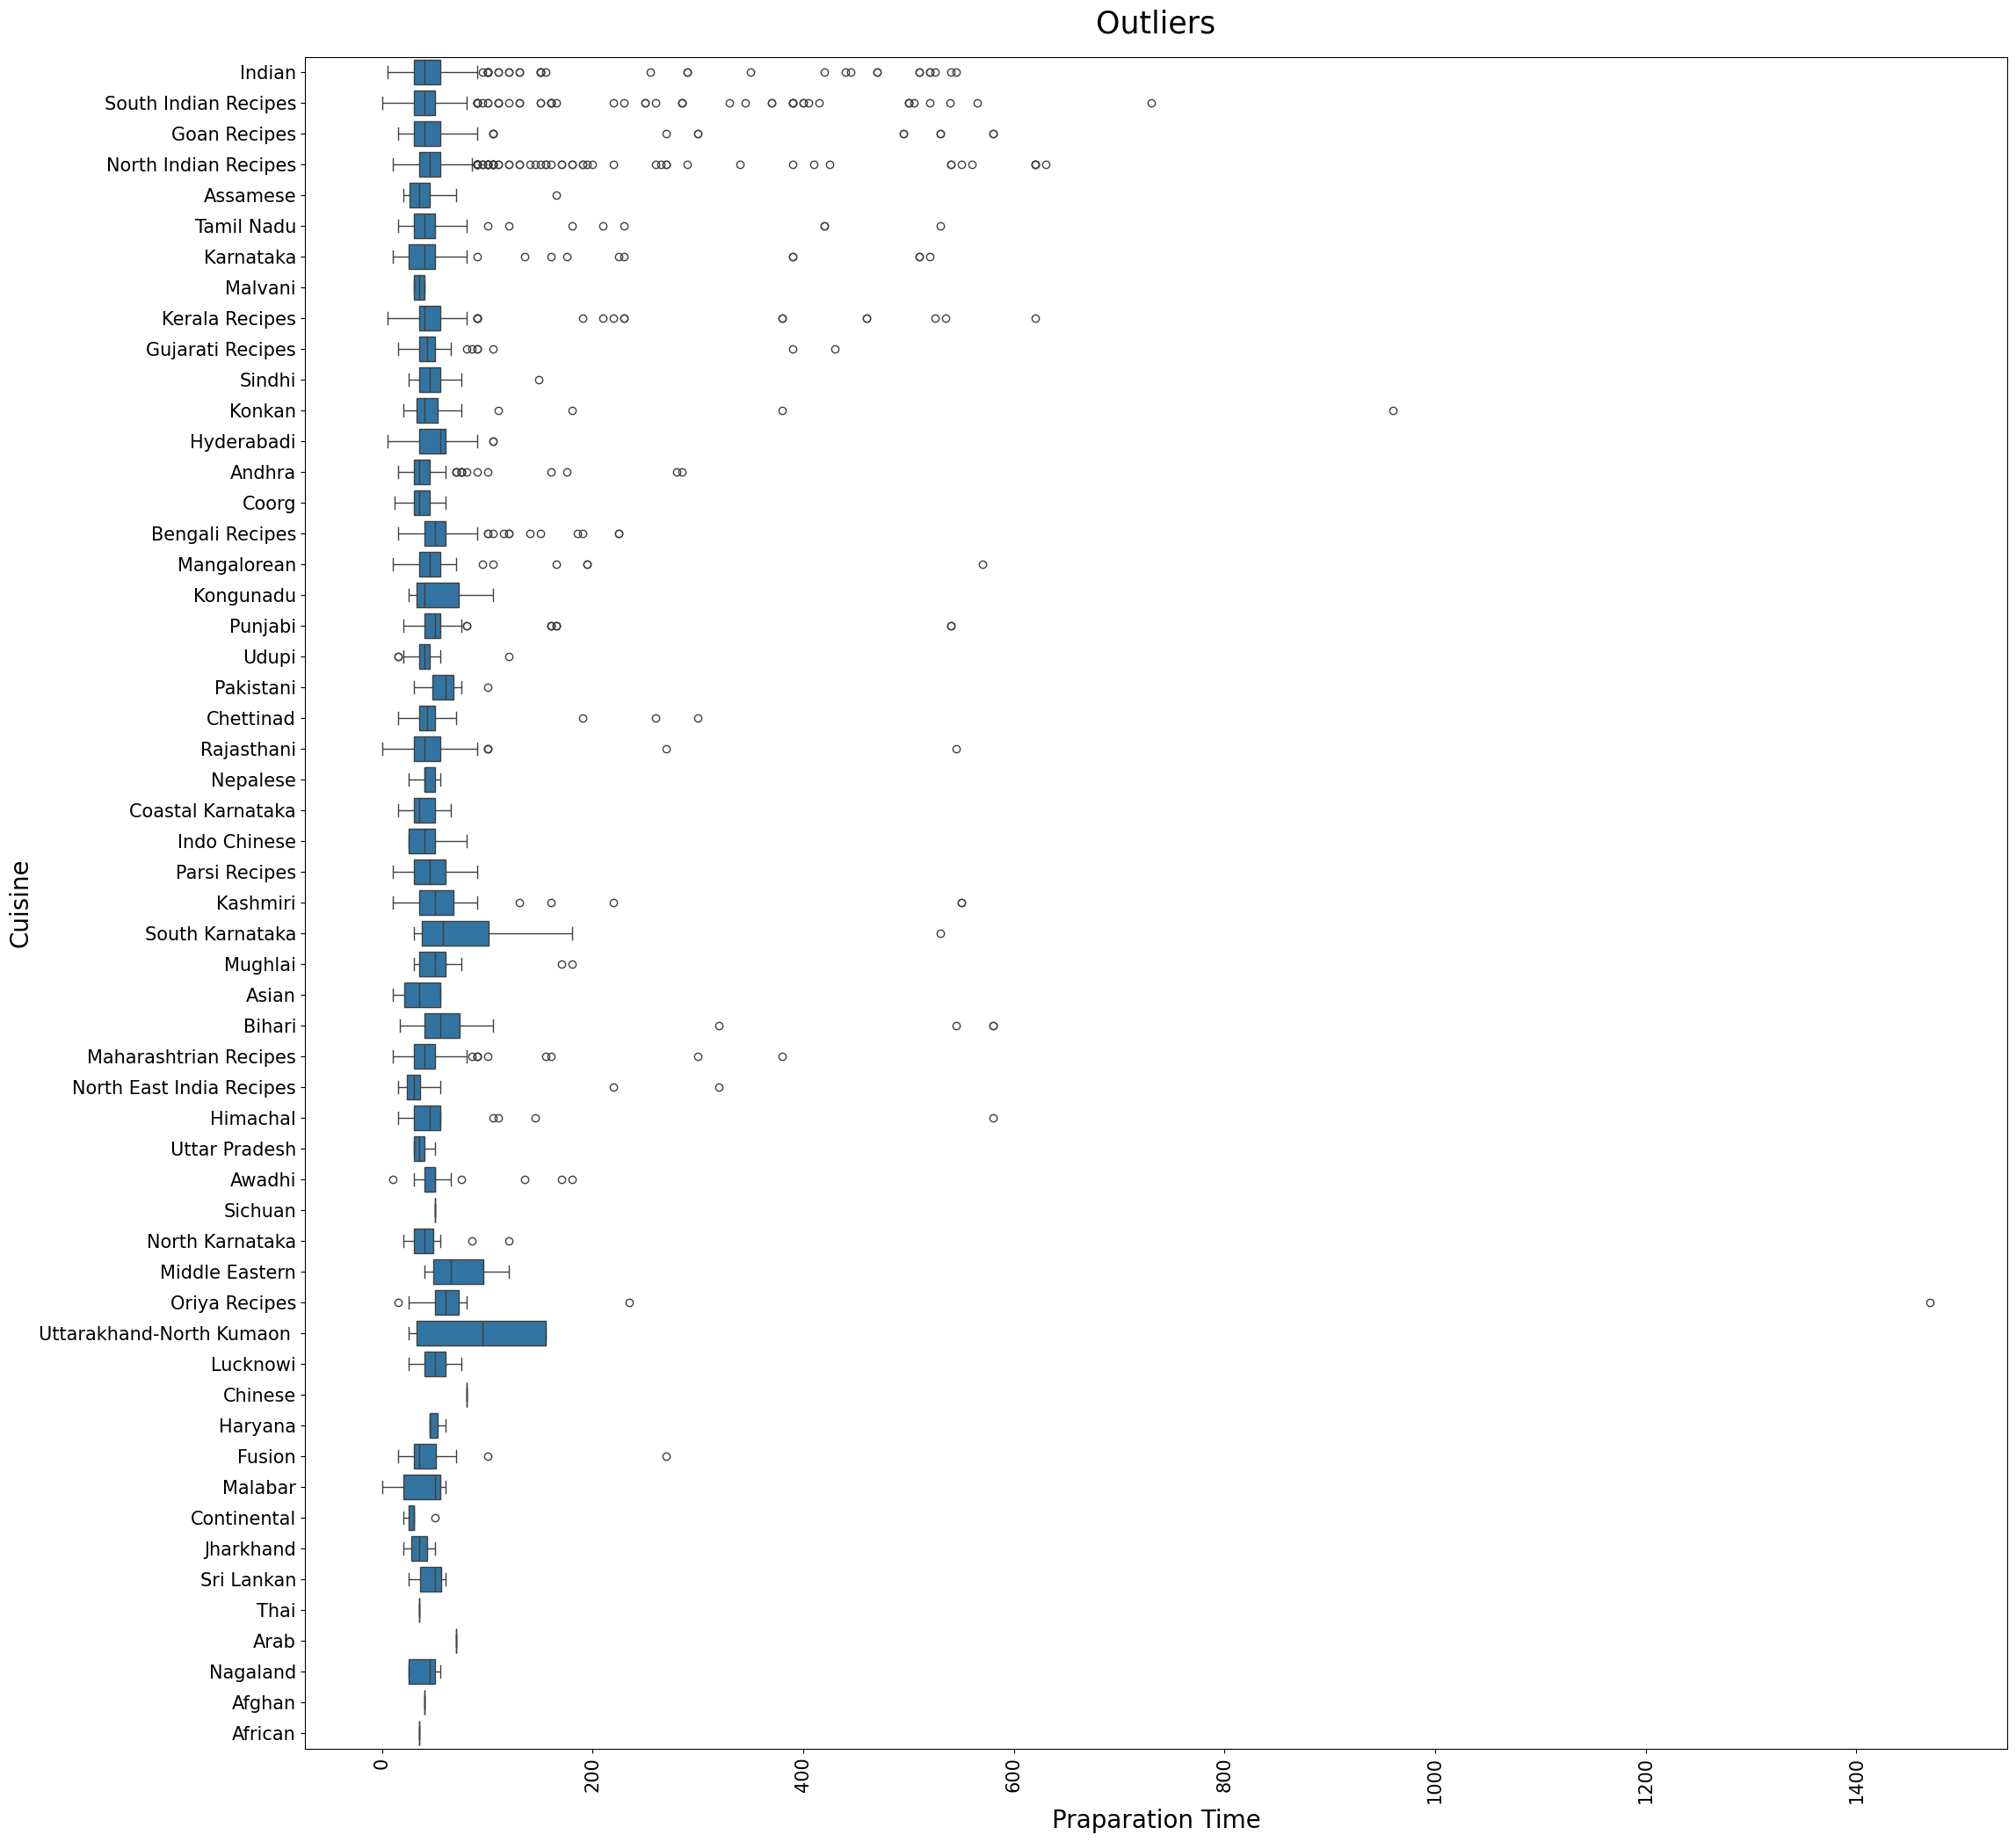 Outliers
Indian
South Indian Recipes
Goan Recipes
North Indian Recipes
Assamese
Tamil Nadu
Karnataka
Malvani
Kerala Recipes
Gujarati Recipes
Sindhi
Konkan
Hyderabadi
Andhra
Coorg
Bengali Recipes
Mangalorean
Kongunadu
Punjabi
Udupi
Pakistani
Chettinad
Rajasthani
Nepalese
Coastal Karnataka
Indo Chinese
Parsi Recipes
Kashmiri
South Karnataka
Mughlai
Asian
Bihari
Maharashtrian Recipes
North East India Recipes
Himachal
Uttar Pradesh
Awadhi
Sichuan
North Karnataka
Middle Eastern
Oriya Recipes
Uttarakhand-North Kumaon
Lucknowi
Chinese
Haryana
Fusion
Malabar
Continental
Jharkhand
Sri Lankan
Thai
Arab
Nagaland
Afghan
African
Cuisine
0 200 400 600 800 1000 1200 1400
Praparation Time